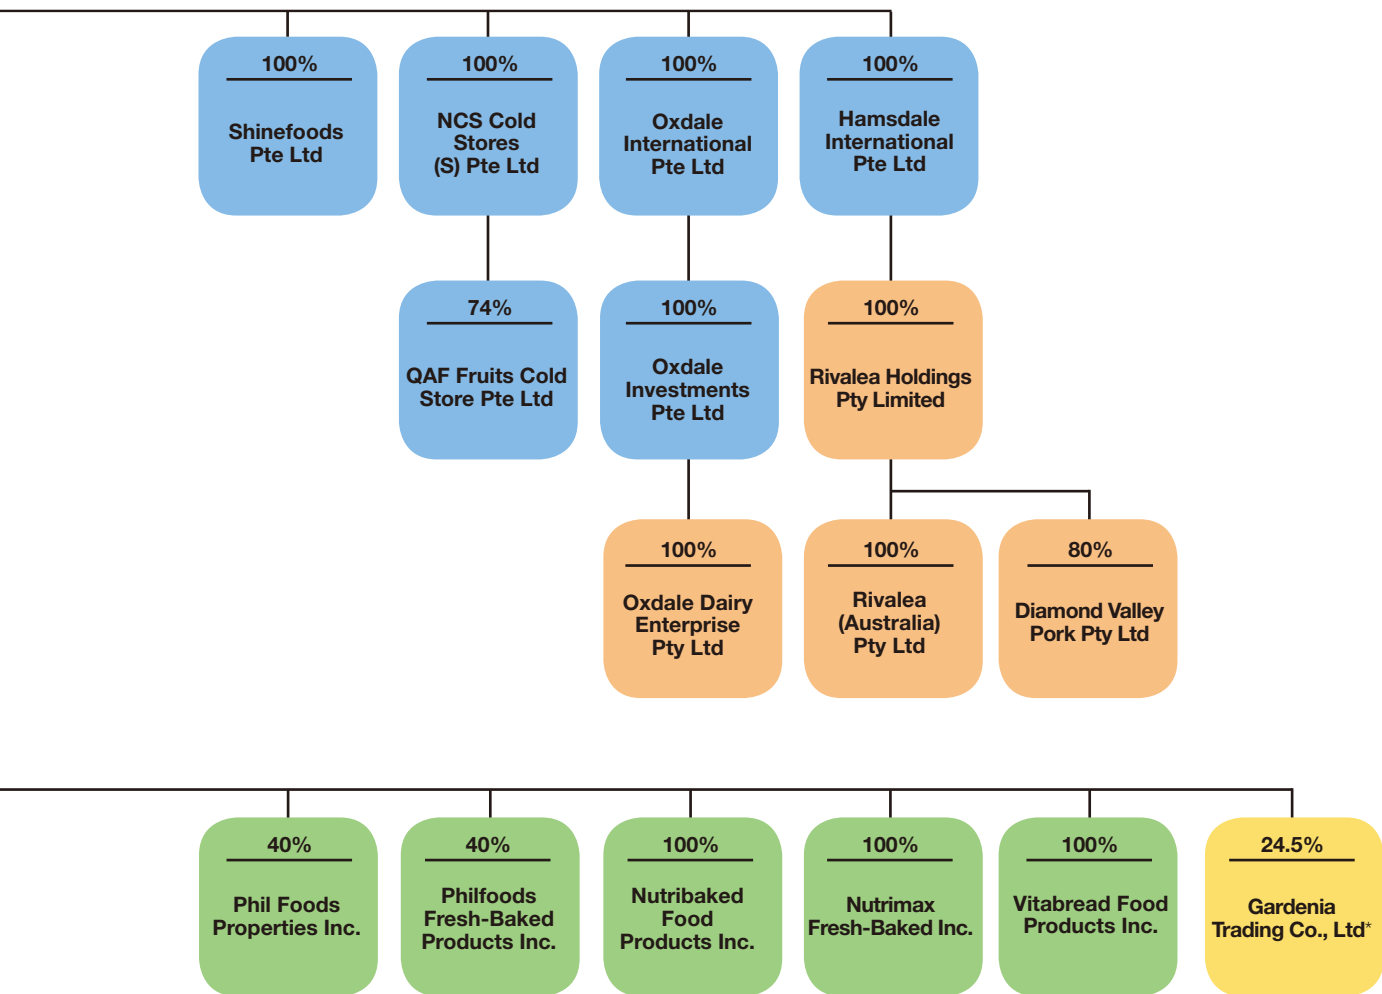 100%
Shinefoods
Pte Ltd
100%
NCS Cold
Stores
(S) Pte Ltd
100%
Oxdale
International
Pte Ltd
100%
Hamsdale
International
Pte Ltd
74%
QAF Fruits Cold
Store Pte Ltd
100%
Oxdale
Investments
Pte Ltd
100%
Rivalea Holdings
Pty Limited
100%
Oxdale Dairy
Enterprise
Pty Ltd
100%
Rivalea
(Australia)
Pty Ltd
80%
Diamond Valley
Pork Pty Ltd
40%
Phil Foods
Properties Inc.
40%
Philfoods
Fresh-Baked
Products Inc.
100%
Nutribaked
Food
Products Inc.
100%
Nutrimax
Fresh-Baked Inc.
100%
Vitabread Food
Products Inc.
24.5%
Gardenia
Trading Co., Ltd*